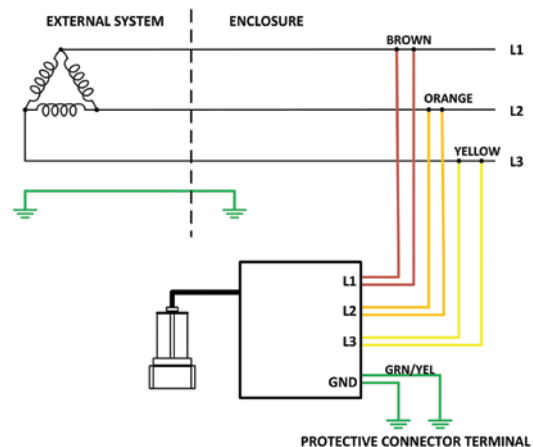 EXTERNAL SYSTEM
ENCLOSURE
BROWN
L1
ORANGE
L2
YELLOW
L3
L1
L2
L3
GRN/YEL
GND
PROTECTIVE CONNECTOR TERMINAL